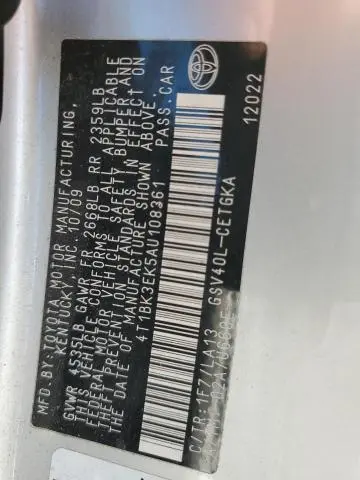 MFD. BY: TOYOTA MOTOR MANUFACTURING,
KENTUCKY, INC. 10/09
GVWR 4535LB GAWR FR 2668LB RR 2359LB
THIS VEHICLE CONFORMS TO ALL APPLICABLE
FEDERAL MOTOR VEHICLE SAFETY, BUMPER, AND
THEFT PREVENTION STANDARDS IN EFFECT ON
THE DATE OF MANUFACTURE SHOWN ABOVE.
4T1BK3EK5AU108361 PASS. CAR
C/TR: 1F7/LA13
GSV40L-CETGKA
12022